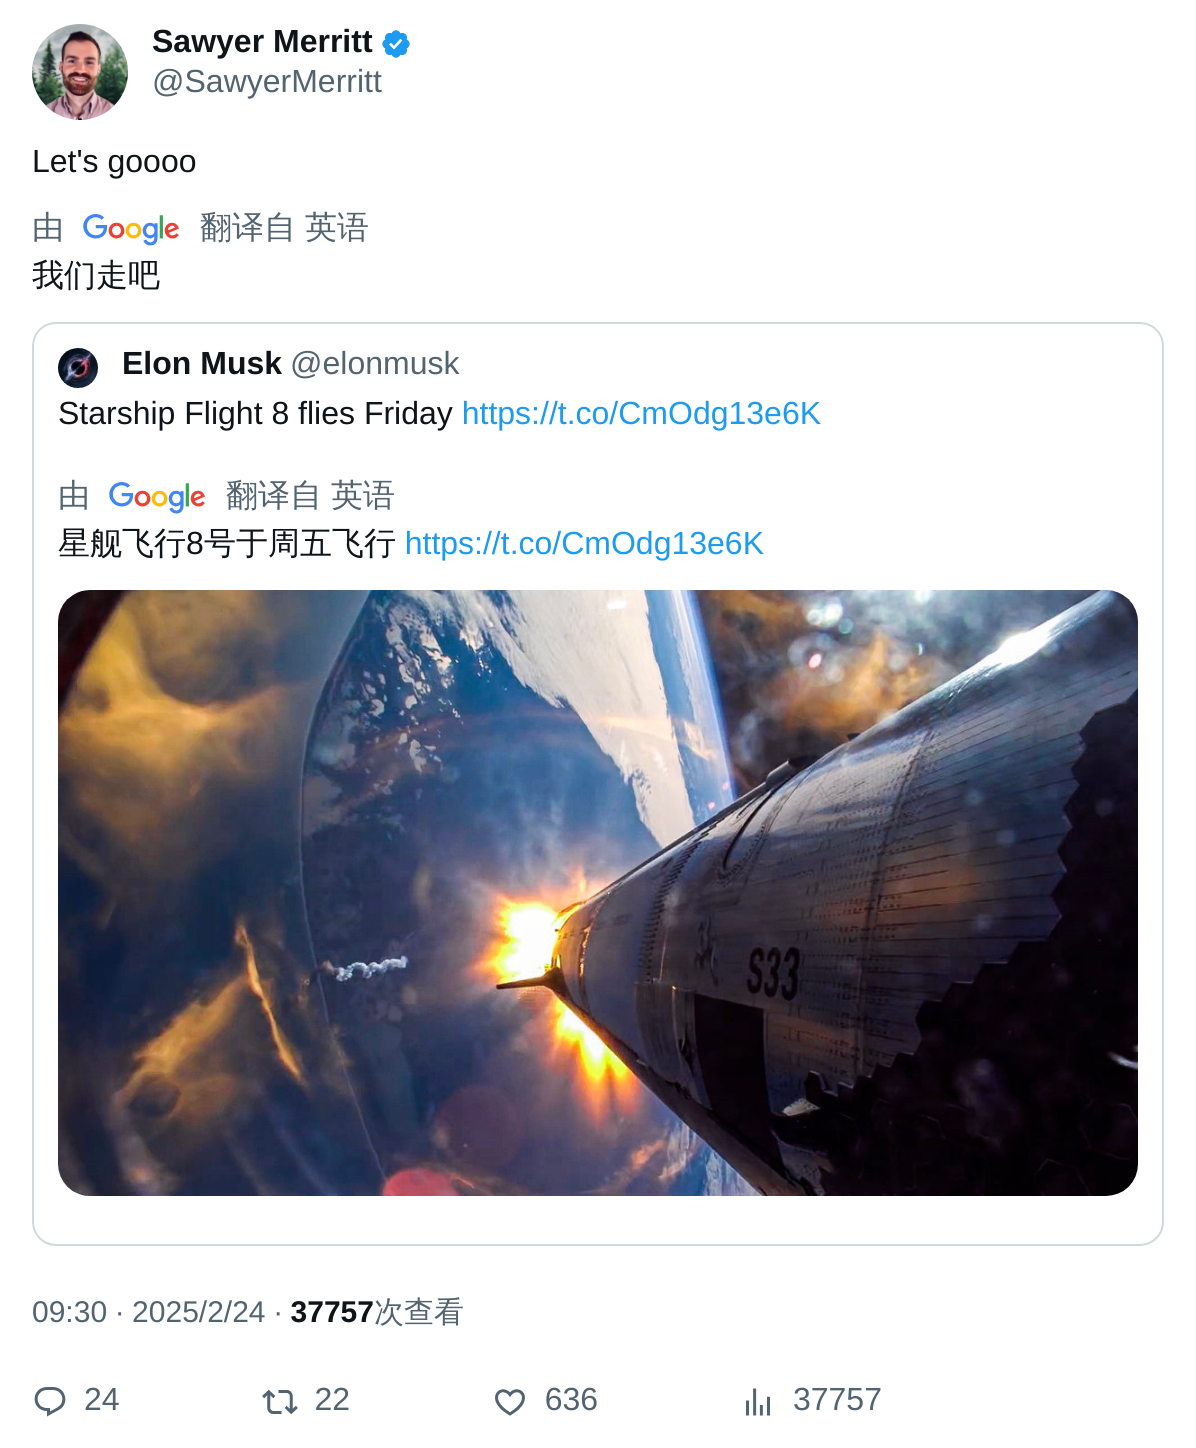 Sawyer Merritt
@SawyerMerritt
Let's goooo
由 Google 翻译自 英语
我们走吧
Elon Musk @elonmusk
Starship Flight 8 flies Friday https://t.co/CmOdg13e6K
由 Google 翻译自 英语
星舰飞行8号于周五飞行 https://t.co/CmOdg13e6K
S33
09:30 · 2025/2/24 · 37757次查看
24 22 636 37757